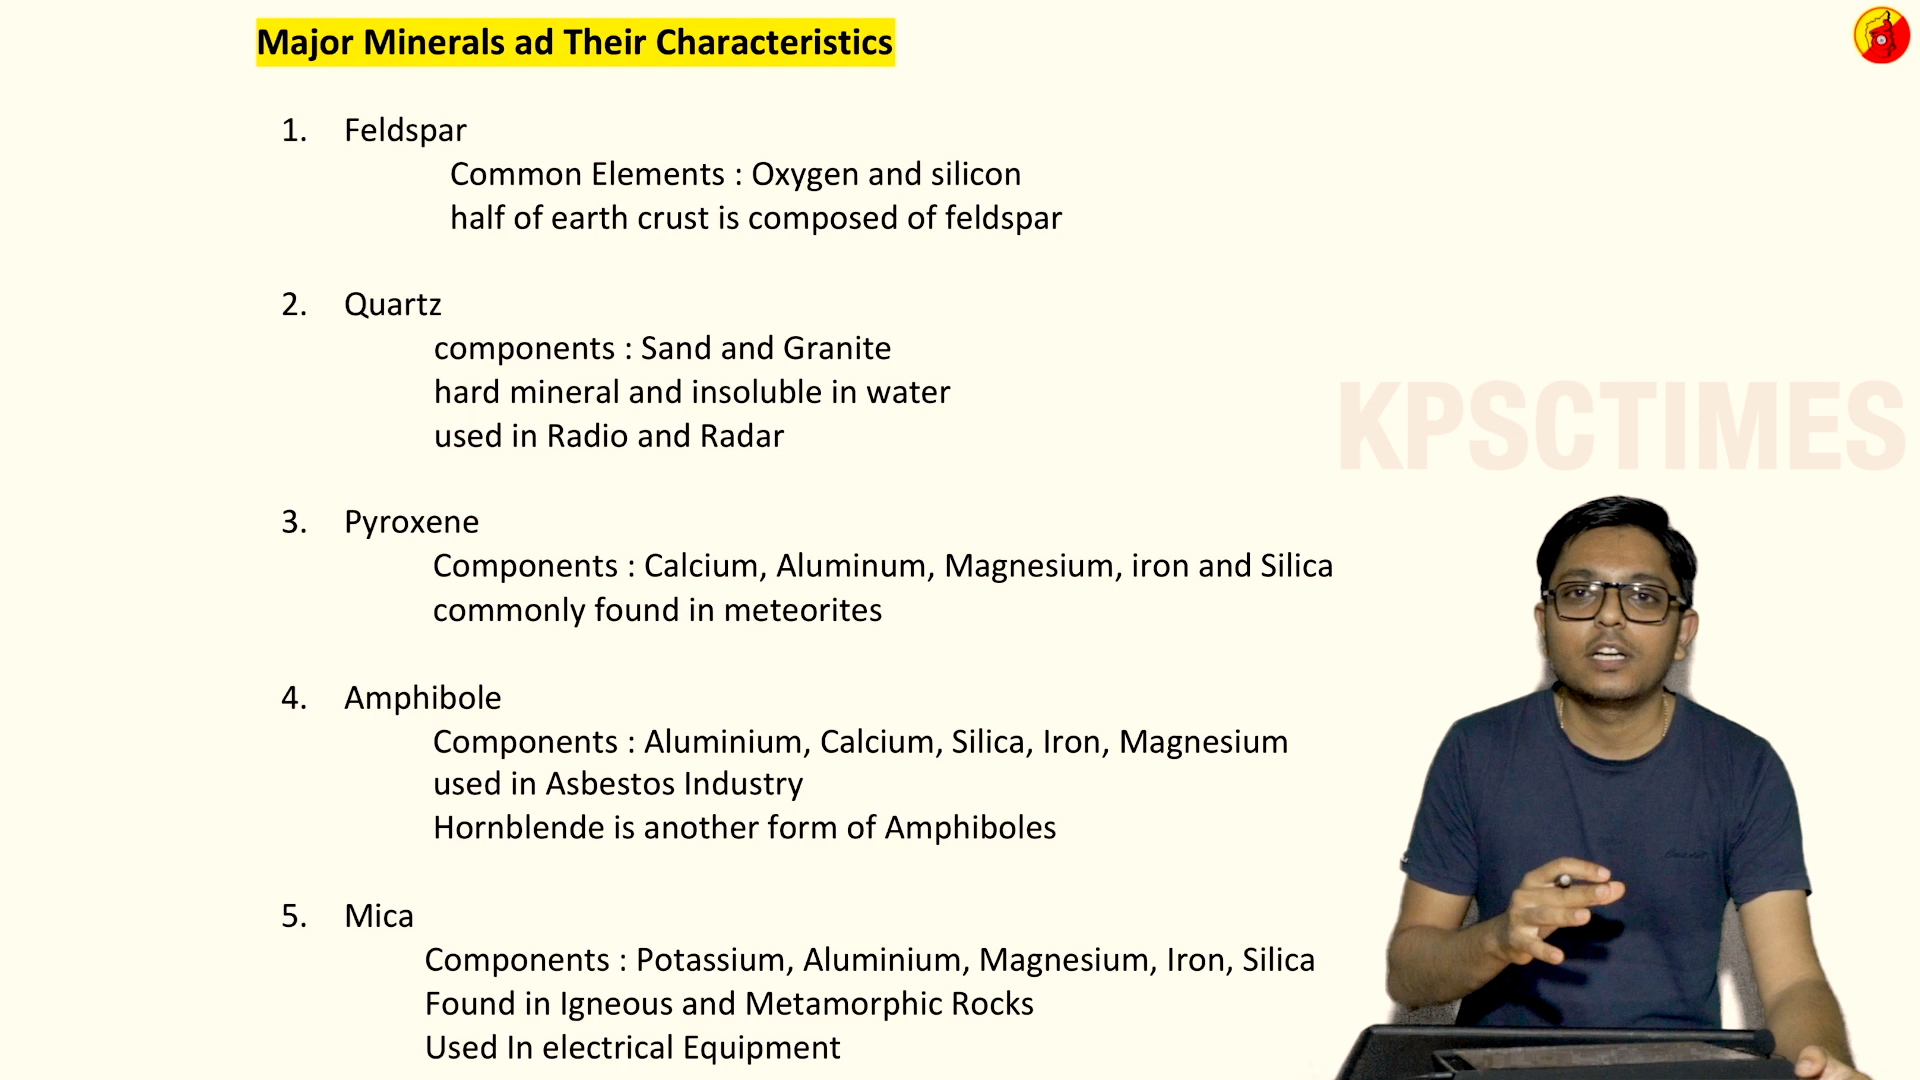 Major Minerals ad Their Characteristics
1. Feldspar
Common Elements : Oxygen and silicon
half of earth crust is composed of feldspar
2. Quartz
components : Sand and Granite
hard mineral and insoluble in water
used in Radio and Radar
KPSCTIMES
3. Pyroxene
Components : Calcium, Aluminum, Magnesium, iron and Silica
commonly found in meteorites
4. Amphibole
Components : Aluminium, Calcium, Silica, Iron, Magnesium
used in Asbestos Industry
Hornblende is another form of Amphiboles
5. Mica
Components : Potassium, Aluminium, Magnesium, Iron, Silica
Found in Igneous and Metamorphic Rocks
Used In electrical Equipment